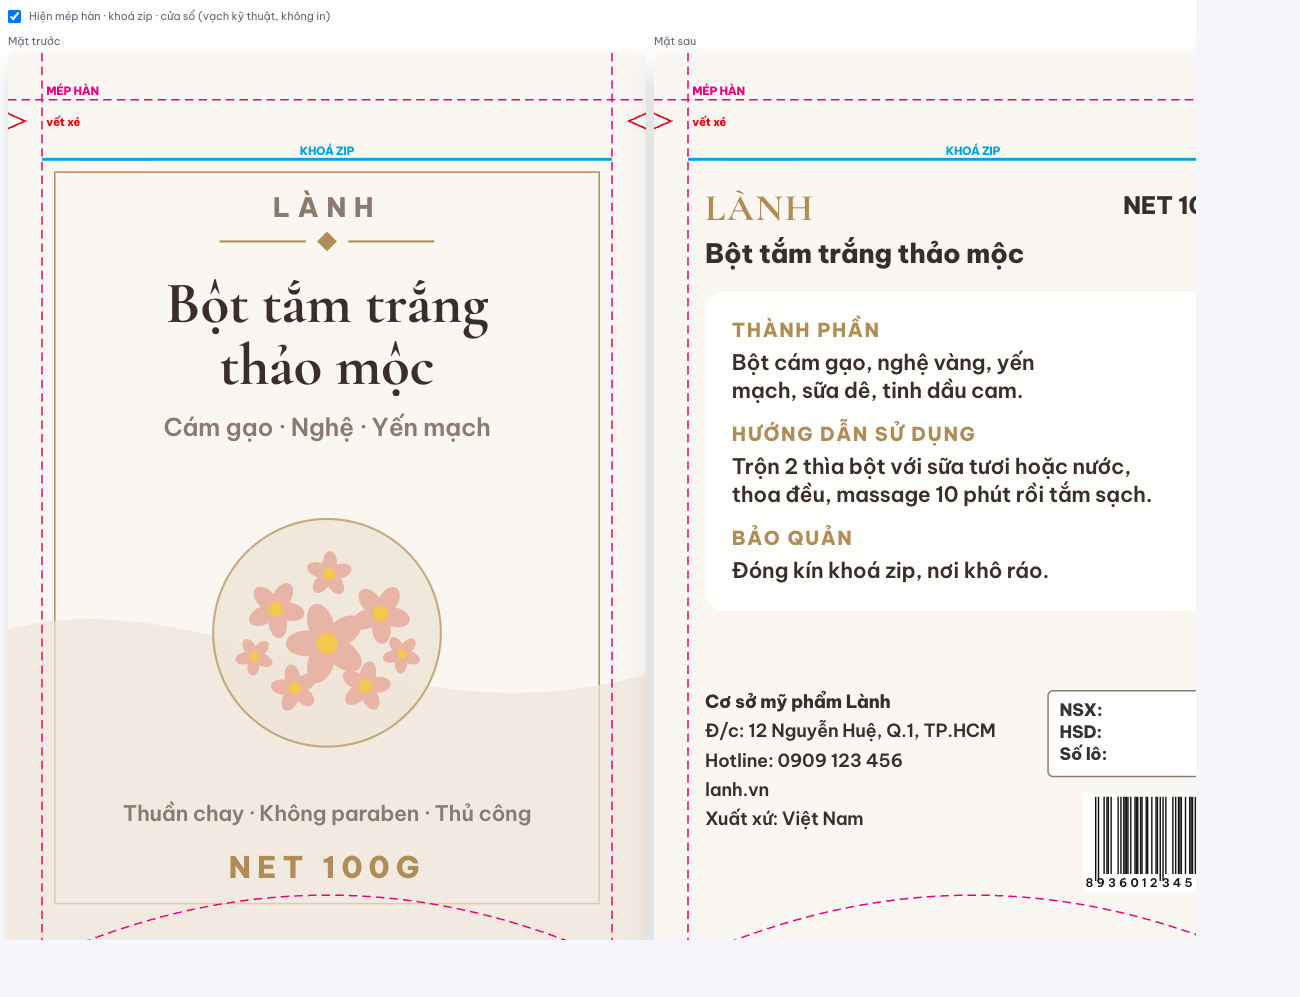 Hiện mép hàn · khoá zip · cửa sổ (vạch kỹ thuật, không in)
Mặt trước
MÉP HÀN
vết xé
KHOÁ ZIP
LÀNH
Bột tắm trắng
thảo mộc
Cám gạo · Nghệ · Yến mạch
Thuần chay · Không paraben · Thủ công
NET 100G
Mặt sau
MÉP HÀN
vết xé
KHOÁ ZIP
LÀNH
NET 10
Bột tắm trắng thảo mộc
THÀNH PHẦN
Bột cám gạo, nghệ vàng, yến
mạch, sữa dê, tinh dầu cam.
HƯỚNG DẪN SỬ DỤNG
Trộn 2 thìa bột với sữa tươi hoặc nước,
thoa đều, massage 10 phút rồi tắm sạch.
BẢO QUẢN
Đóng kín khoá zip, nơi khô ráo.
Cơ sở mỹ phẩm Lành
Đ/c: 12 Nguyễn Huệ, Q.1, TP.HCM
Hotline: 0909 123 456
lanh.vn
Xuất xứ: Việt Nam
NSX:
HSD:
Số lô:
8936012345